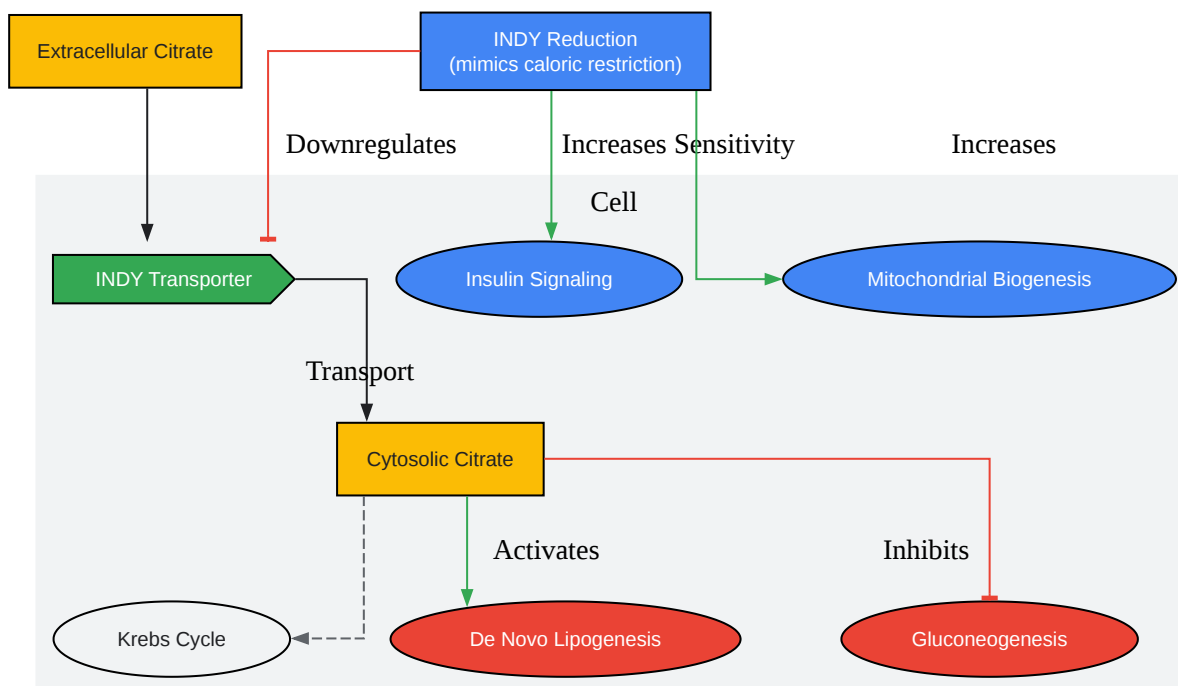 Extracellular Citrate
INDY Reduction
(mimics caloric restriction)
Downregulates
Increases Sensitivity
Increases
Cell
INDY Transporter
Insulin Signaling
Mitochondrial Biogenesis
Transport
Cytosolic Citrate
Activates
Inhibits
Krebs Cycle
De Novo Lipogenesis
Gluconeogenesis